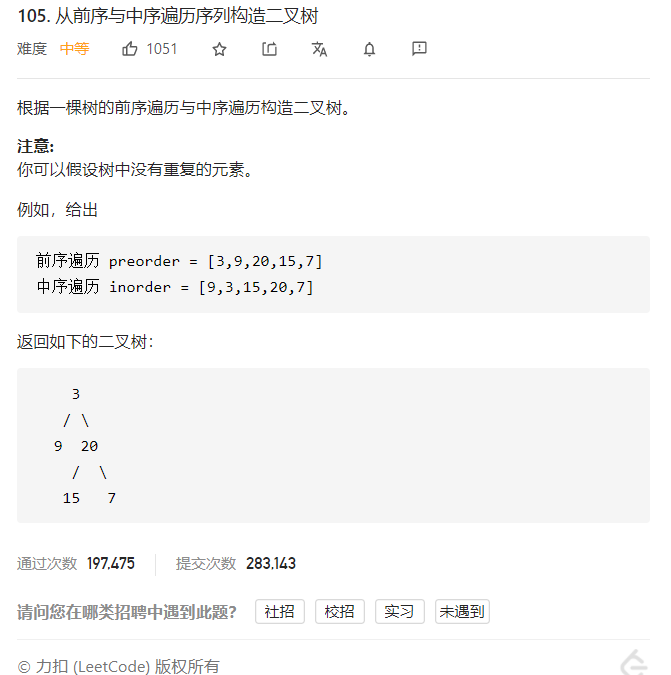 105. 从前序与中序遍历序列构造二叉树
难度 中等 1051
根据一棵树的前序遍历与中序遍历构造二叉树。
注意:
你可以假设树中没有重复的元素。
例如，给出
前序遍历 preorder = [3,9,20,15,7]
中序遍历 inorder = [9,3,15,20,7]
返回如下的二叉树：
3
/ \
9 20
/ \
15 7
通过次数 197,475 提交次数 283,143
请问您在哪类招聘中遇到此题？ 社招 校招 实习 未遇到
© 力扣 (LeetCode) 版权所有